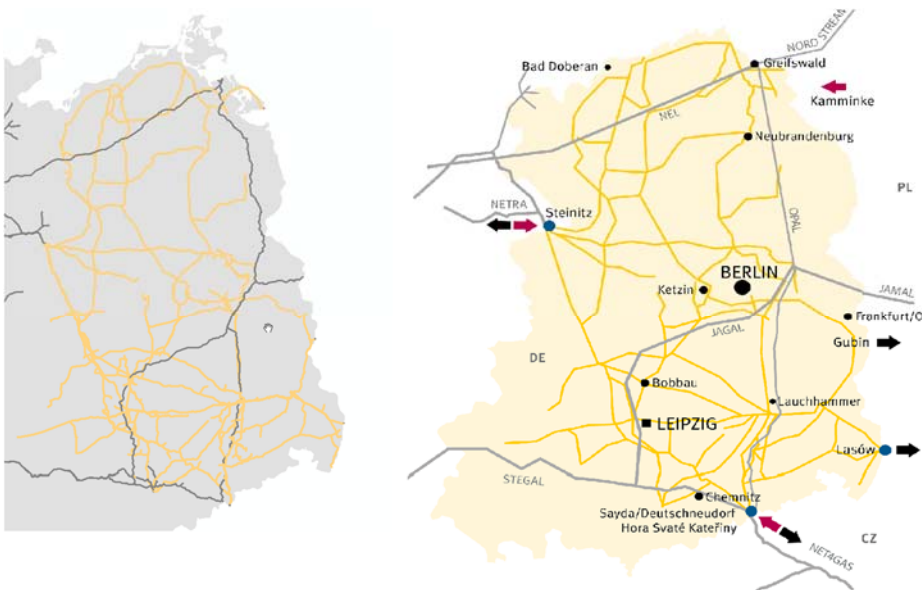 NORD STREAM
Bad Doberan
Greifswald
Kamminke
NEL
Neubrandenburg
PL
NETRA
Steinitz
OPAL
BERLIN
Ketzin
JAMAL
Frankfurt/O
JAGAL
Gubin
DE
Bobbau
Lauchhammer
LEIPZIG
Lasów
STEGAL
Chemnitz
Sayda/Deutschneudorf
Hora Svaté Kateřiny
CZ
NET4GAS